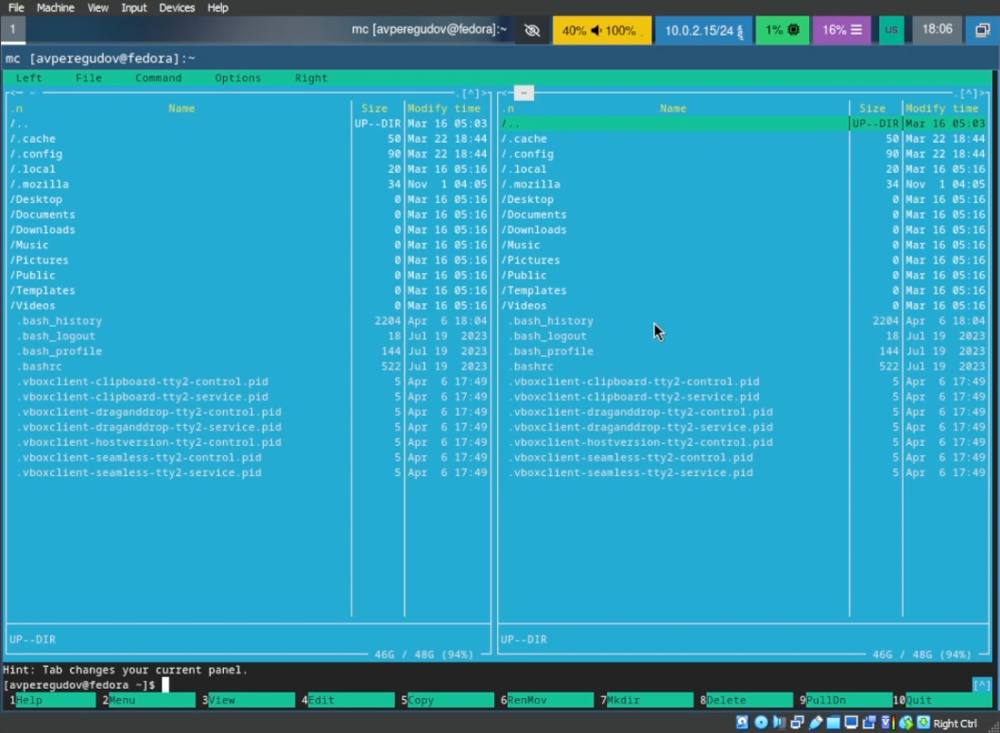 File Machine View Input Devices Help
1 mc [avperegudov@fedora]:~ 40% 100% 10.0.2.15/24 1% 16% us 18:06
mc [avperegudov@fedora]:~
Left File Command Options Right
<─ ~ .[^]> <─ ~ .[^]>
.n Name Size Modify time .n Name Size Modify time
/.. UP--DIR Mar 16 05:03 /.. UP--DIR Mar 16 05:03
/.cache 50 Mar 22 18:44 /.cache 50 Mar 22 18:44
/.config 90 Mar 22 18:44 /.config 90 Mar 22 18:44
/.local 20 Mar 16 05:16 /.local 20 Mar 16 05:16
/.mozilla 34 Nov 1 04:05 /.mozilla 34 Nov 1 04:05
/Desktop 0 Mar 16 05:16 /Desktop 0 Mar 16 05:16
/Documents 0 Mar 16 05:16 /Documents 0 Mar 16 05:16
/Downloads 0 Mar 16 05:16 /Downloads 0 Mar 16 05:16
/Music 0 Mar 16 05:16 /Music 0 Mar 16 05:16
/Pictures 0 Mar 16 05:16 /Pictures 0 Mar 16 05:16
/Public 0 Mar 16 05:16 /Public 0 Mar 16 05:16
/Templates 0 Mar 16 05:16 /Templates 0 Mar 16 05:16
/Videos 0 Mar 16 05:16 /Videos 0 Mar 16 05:16
.bash_history 2204 Apr 6 18:04 .bash_history 2204 Apr 6 18:04
.bash_logout 18 Jul 19 2023 .bash_logout 18 Jul 19 2023
.bash_profile 144 Jul 19 2023 .bash_profile 144 Jul 19 2023
.bashrc 522 Jul 19 2023 .bashrc 522 Jul 19 2023
.vboxclient-clipboard-tty2-control.pid 5 Apr 6 17:49 .vboxclient-clipboard-tty2-control.pid 5 Apr 6 17:49
.vboxclient-clipboard-tty2-service.pid 5 Apr 6 17:49 .vboxclient-clipboard-tty2-service.pid 5 Apr 6 17:49
.vboxclient-draganddrop-tty2-control.pid 5 Apr 6 17:49 .vboxclient-draganddrop-tty2-control.pid 5 Apr 6 17:49
.vboxclient-draganddrop-tty2-service.pid 5 Apr 6 17:49 .vboxclient-draganddrop-tty2-service.pid 5 Apr 6 17:49
.vboxclient-hostversion-tty2-control.pid 5 Apr 6 17:49 .vboxclient-hostversion-tty2-control.pid 5 Apr 6 17:49
.vboxclient-seamless-tty2-control.pid 5 Apr 6 17:49 .vboxclient-seamless-tty2-control.pid 5 Apr 6 17:49
.vboxclient-seamless-tty2-service.pid 5 Apr 6 17:49 .vboxclient-seamless-tty2-service.pid 5 Apr 6 17:49
UP--DIR UP--DIR
46G / 48G (94%) 46G / 48G (94%)
Hint: Tab changes your current panel.
[avperegudov@fedora ~]$ [^]
1Help 2Menu 3View 4Edit 5Copy 6RenMov 7Mkdir 8Delete 9PullDn 10Quit
Right Ctrl